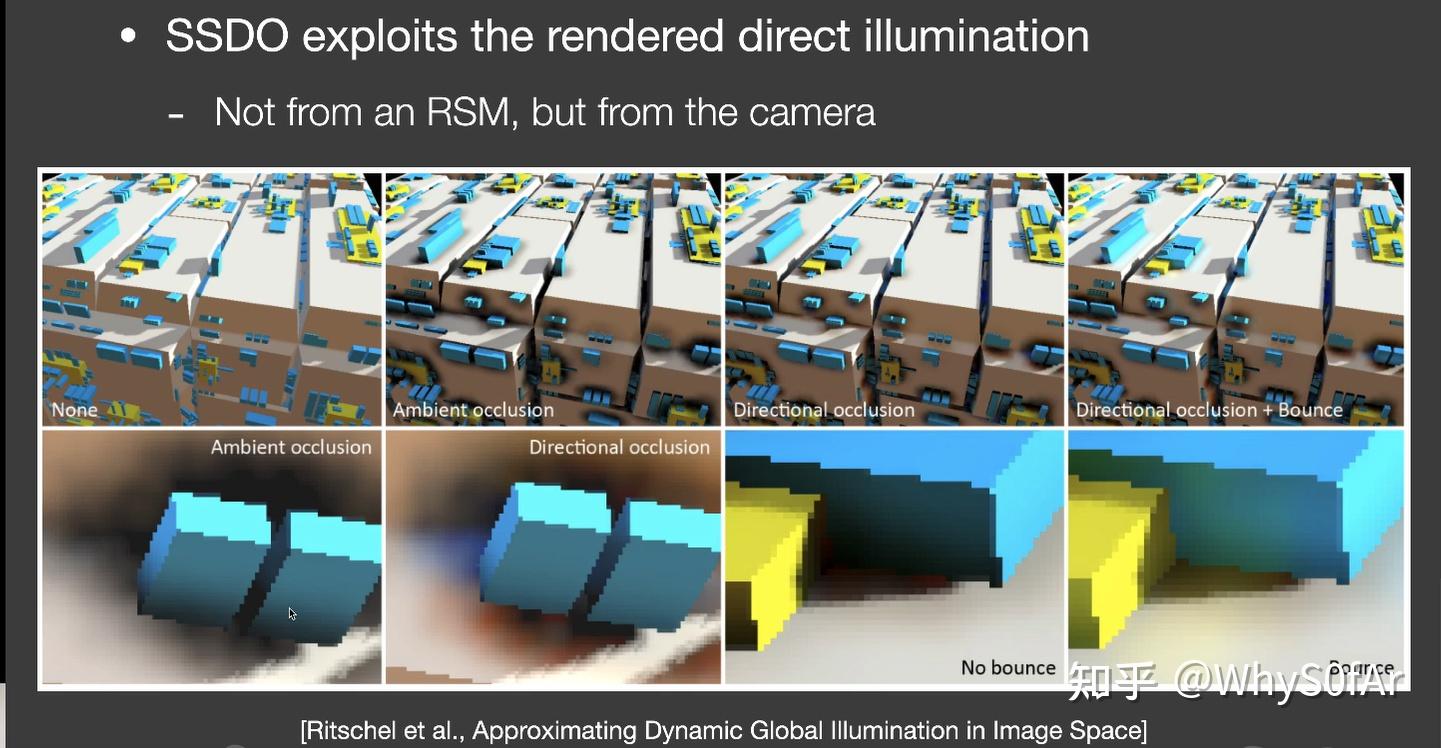 • SSDO exploits the rendered direct illumination
- Not from an RSM, but from the camera
None
Ambient occlusion
Directional occlusion
Directional occlusion + Bounce
Ambient occlusion
Directional occlusion
No bounce
Bounce
知乎 @WhyS0fAr
[Ritschel et al., Approximating Dynamic Global Illumination in Image Space]